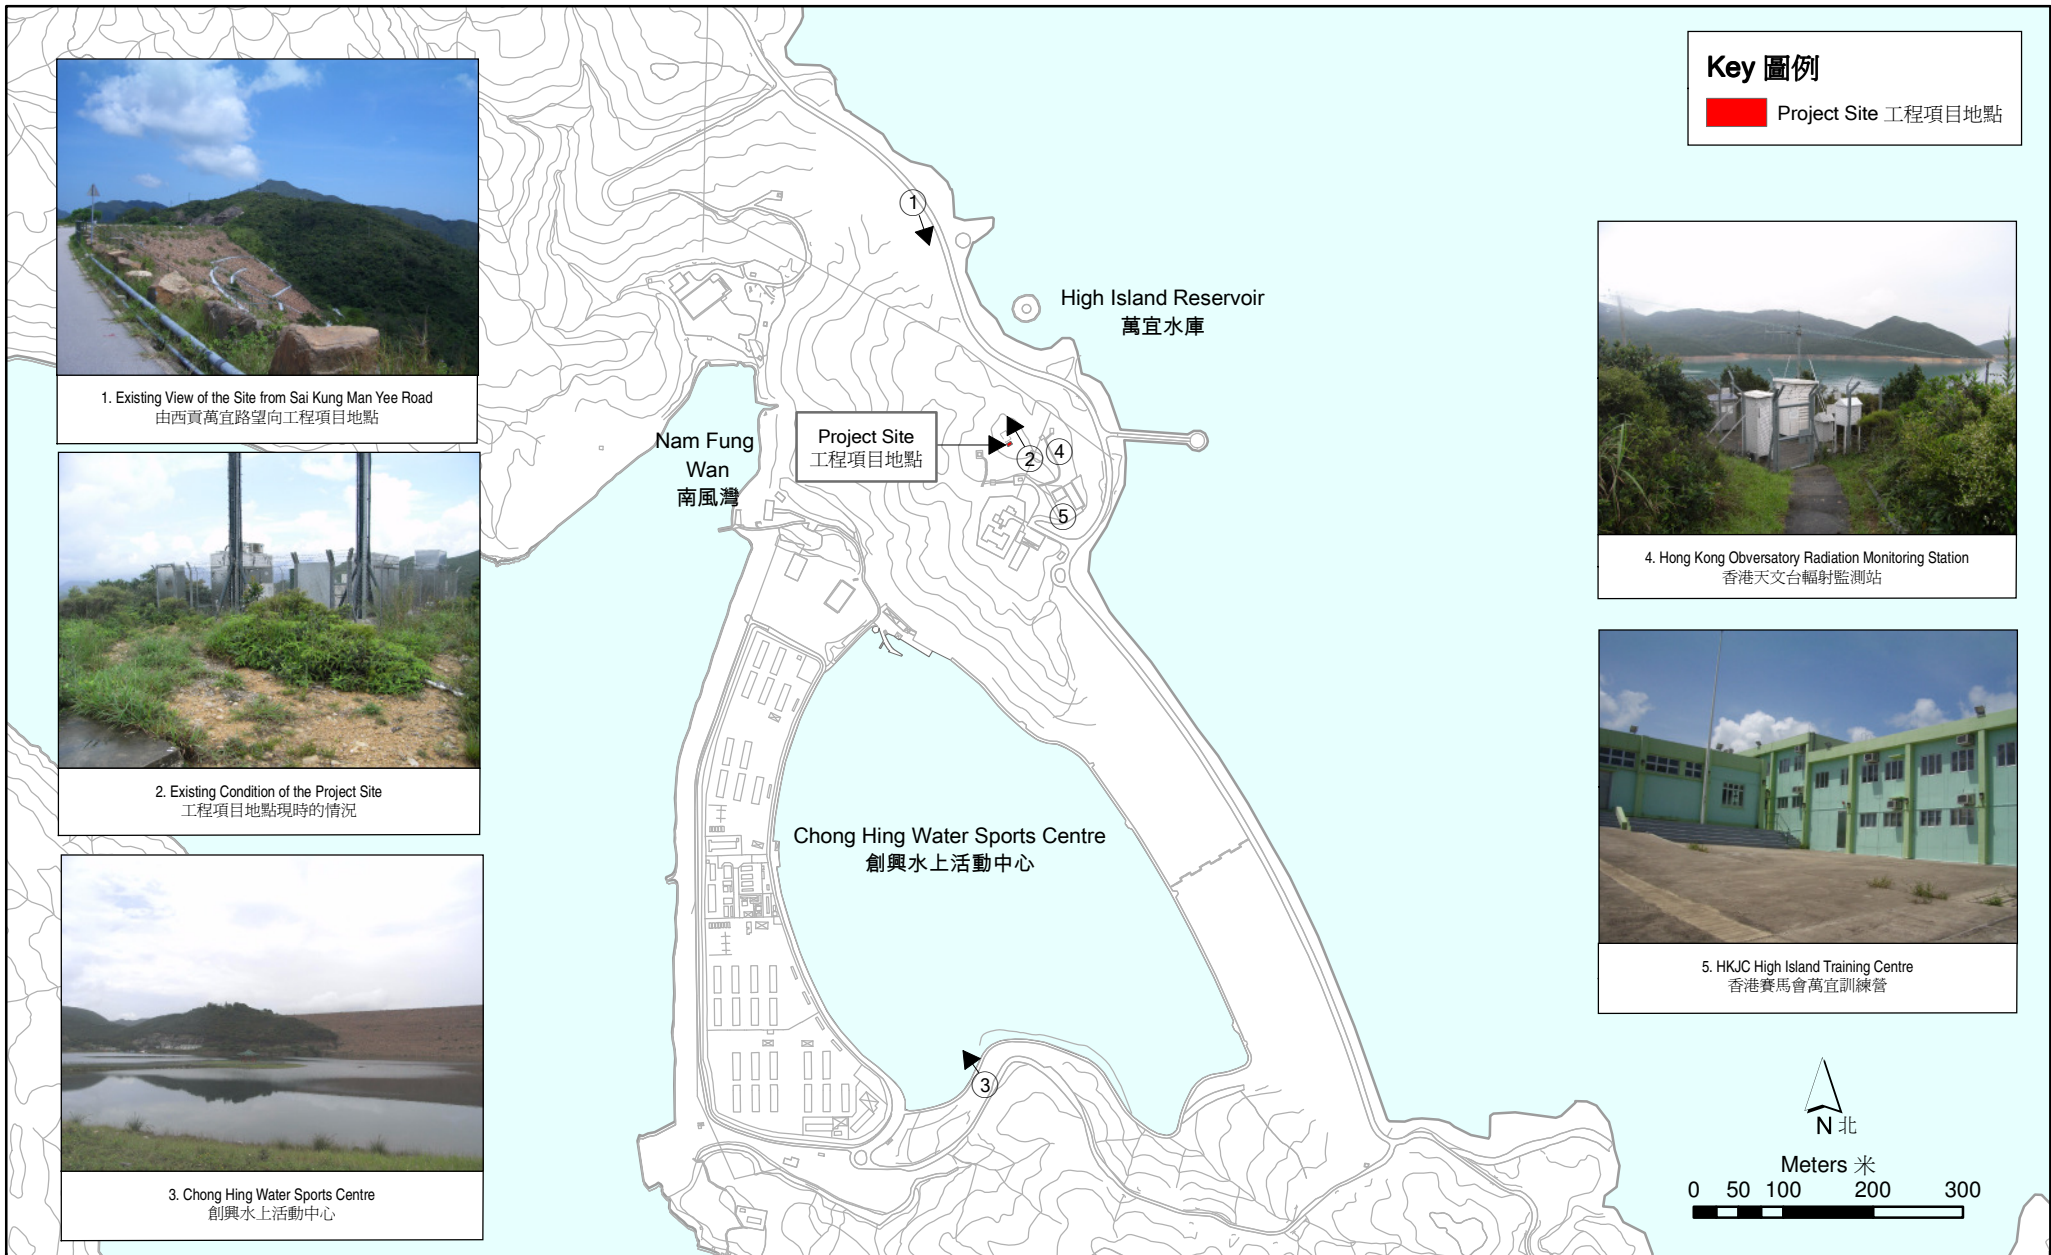 Key 圖例
Project Site 工程項目地點
1. Existing View of the Site from Sai Kung Man Yee Road
由西貢萬宜路望向工程項目地點
2. Existing Condition of the Project Site
工程項目地點現時的情況
3. Chong Hing Water Sports Centre
創興水上活動中心
1
High Island Reservoir
萬宜水庫
Nam Fung
Wan
南風灣
Project Site
工程項目地點
2
4
5
Chong Hing Water Sports Centre
創興水上活動中心
3
4. Hong Kong Obversatory Radiation Monitoring Station
香港天文台輻射監測站
5. HKJC High Island Training Centre
香港賽馬會萬宜訓練營
N 北
Meters 米
0 50 100 200 300